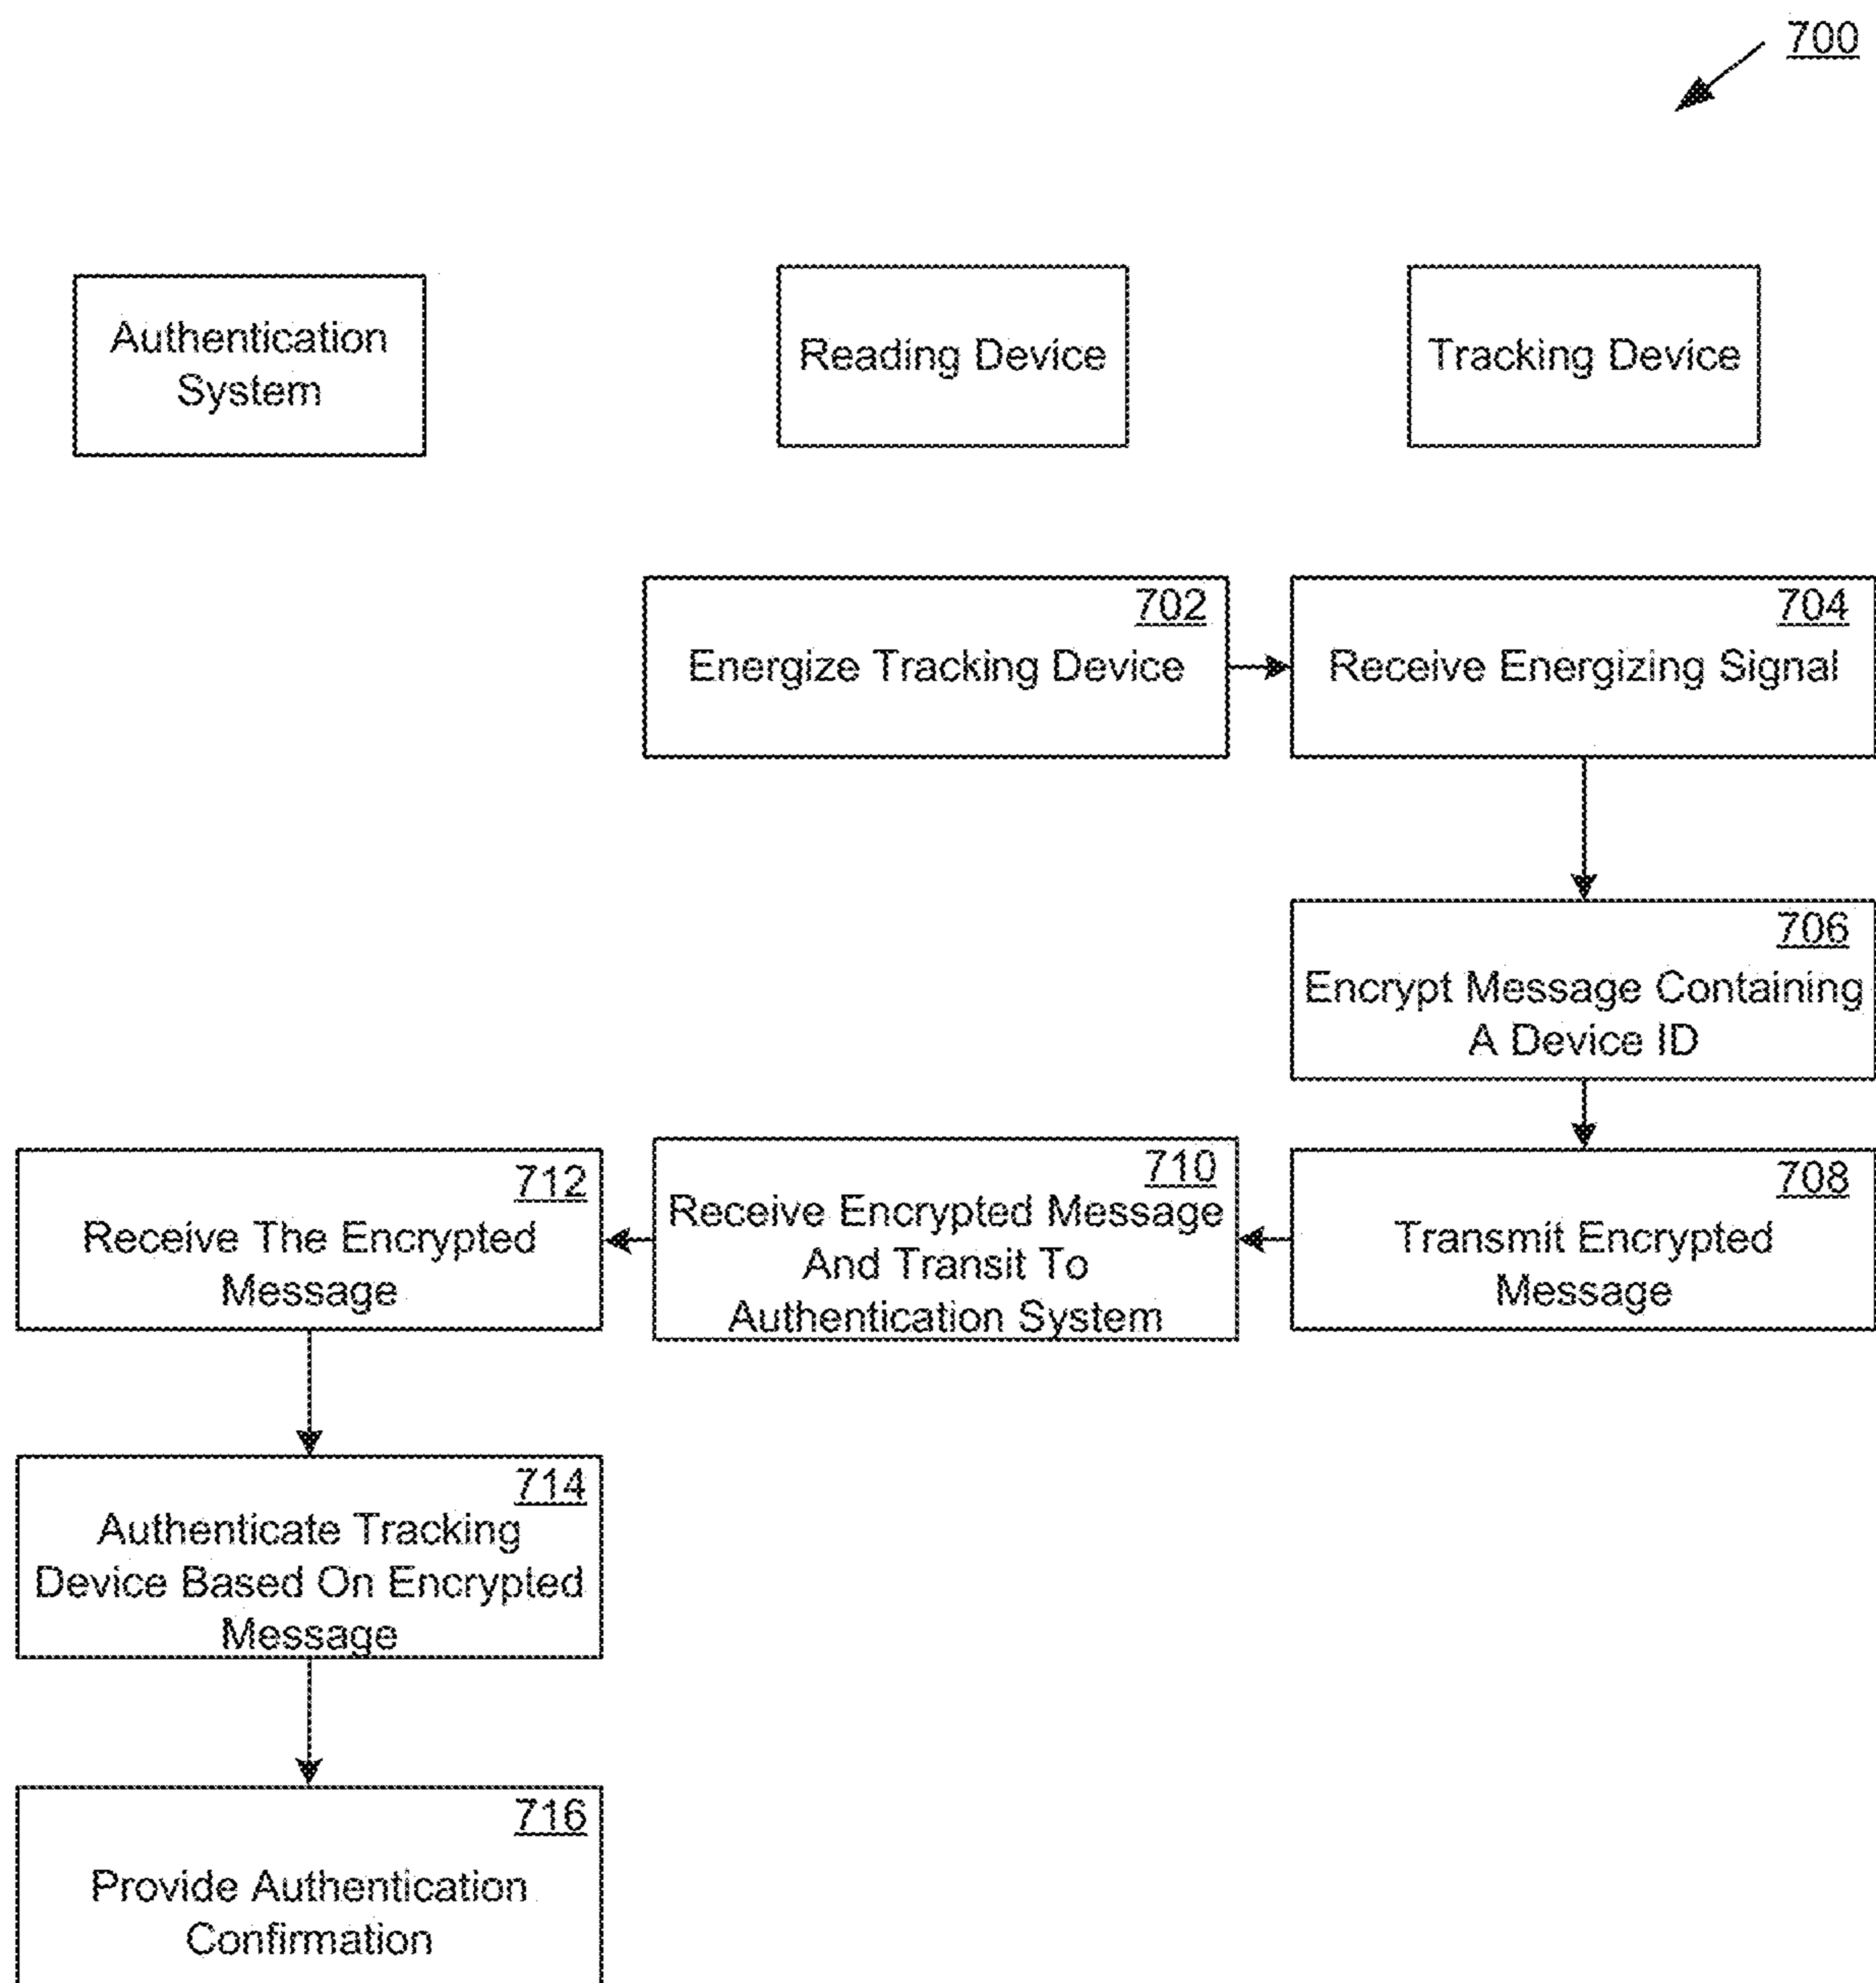 700
Authentication
System
Reading Device
Tracking Device
702
Energize Tracking Device
704
Receive Energizing Signal
706
Encrypt Message Containing
A Device ID
708
Transmit Encrypted
Message
710
Receive Encrypted Message
And Transit To
Authentication System
712
Receive The Encrypted
Message
714
Authenticate Tracking
Device Based On Encrypted
Message
716
Provide Authentication
Confirmation